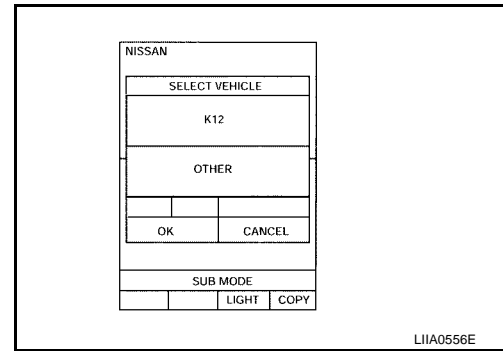 NISSAN
SELECT VEHICLE
K12
OTHER
OK CANCEL
SUB MODE
LIGHT COPY
LIIA0556E